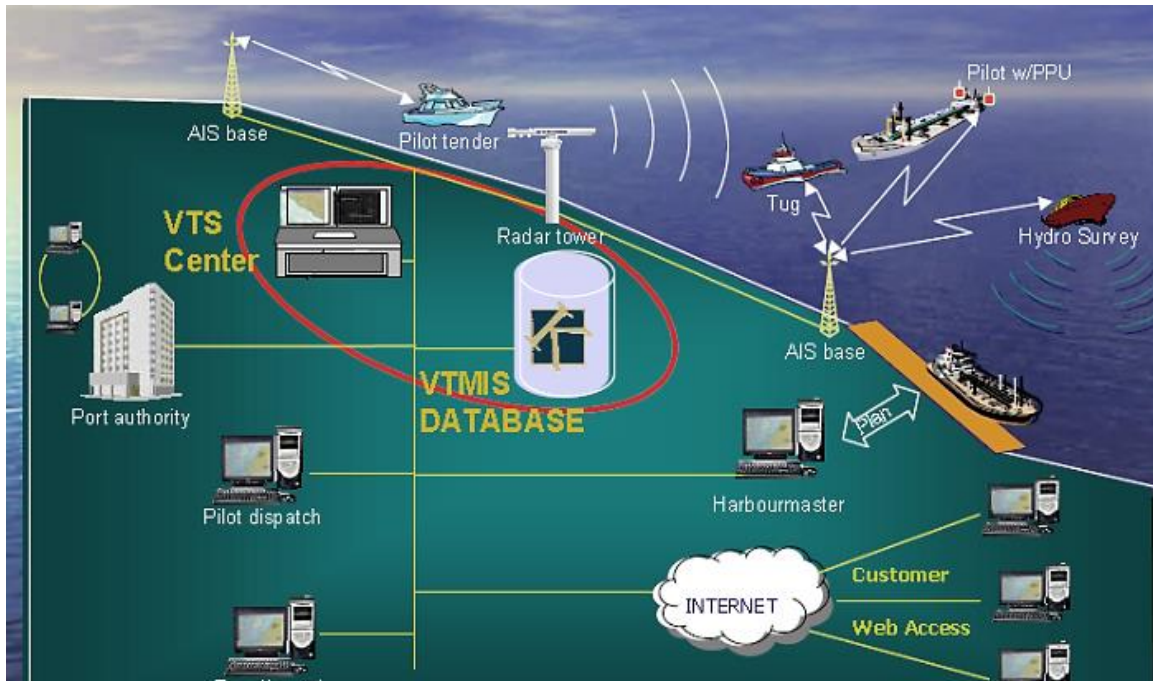 Pilot w/PPU
AIS base
Pilot tender
Tug
VTS
Center
Radar tower
Hydro Survey
AIS base
Port authority
VTMIS
DATABASE
Plan
Pilot dispatch
Harbourmaster
INTERNET
Customer
Web Access